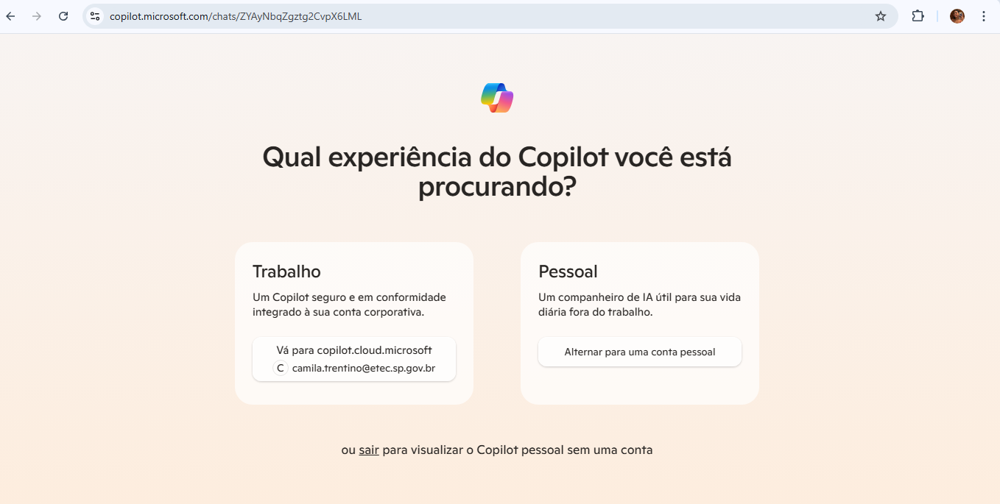 copilot.microsoft.com/chats/ZYAyNbqZgztg2CvpX6LML
Qual experiência do Copilot você está
procurando?
Trabalho
Um Copilot seguro e em conformidade
integrado à sua conta corporativa.
Vá para copilot.cloud.microsoft
C camila.trentino@etec.sp.gov.br
Pessoal
Um companheiro de IA útil para sua vida
diária fora do trabalho.
Alternar para uma conta pessoal
ou sair para visualizar o Copilot pessoal sem uma conta